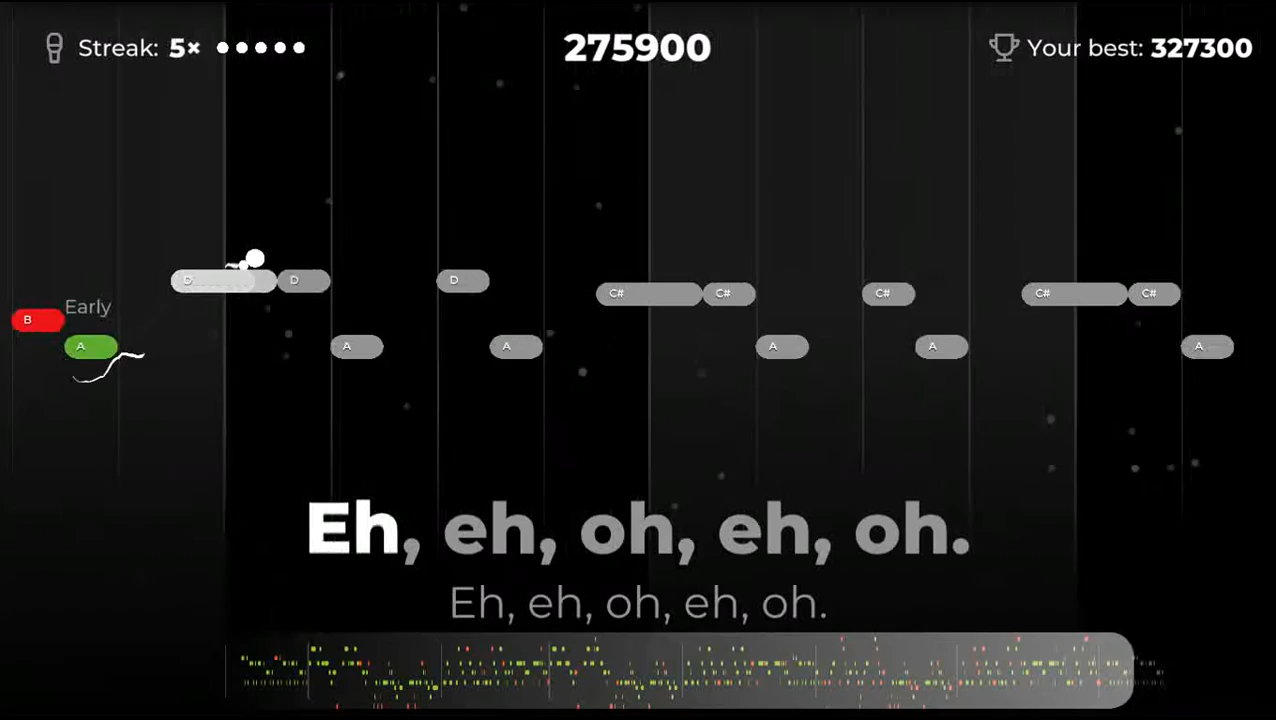 Streak: 5×
275900
Your best: 327300
D D D
C# C# C# C# C#
Early
B
A A A A A A
Eh, eh, oh, eh, oh.
Eh, eh, oh, eh, oh.